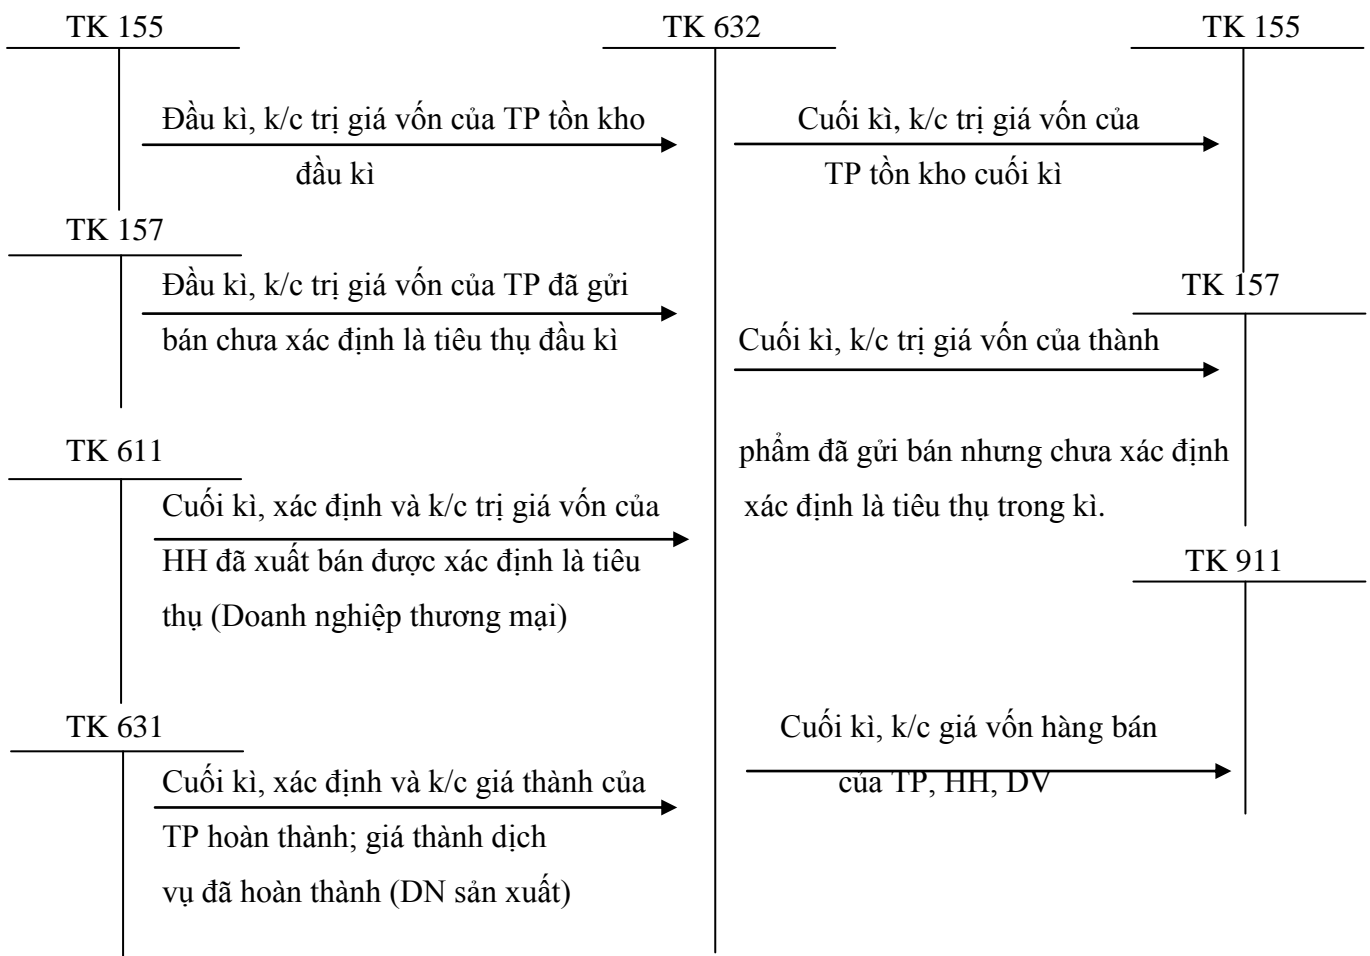 TK 155
TK 632
TK 155
Đầu kì, k/c trị giá vốn của TP tồn kho
đầu kì
Cuối kì, k/c trị giá vốn của
TP tồn kho cuối kì
TK 157
Đầu kì, k/c trị giá vốn của TP đã gửi
bán chưa xác định là tiêu thụ đầu kì
TK 157
Cuối kì, k/c trị giá vốn của thành
phẩm đã gửi bán nhưng chưa xác định
xác định là tiêu thụ trong kì.
TK 611
Cuối kì, xác định và k/c trị giá vốn của
HH đã xuất bán được xác định là tiêu
thụ (Doanh nghiệp thương mại)
TK 911
TK 631
Cuối kì, xác định và k/c giá thành của
TP hoàn thành; giá thành dịch
vụ đã hoàn thành (DN sản xuất)
Cuối kì, k/c giá vốn hàng bán
của TP, HH, DV